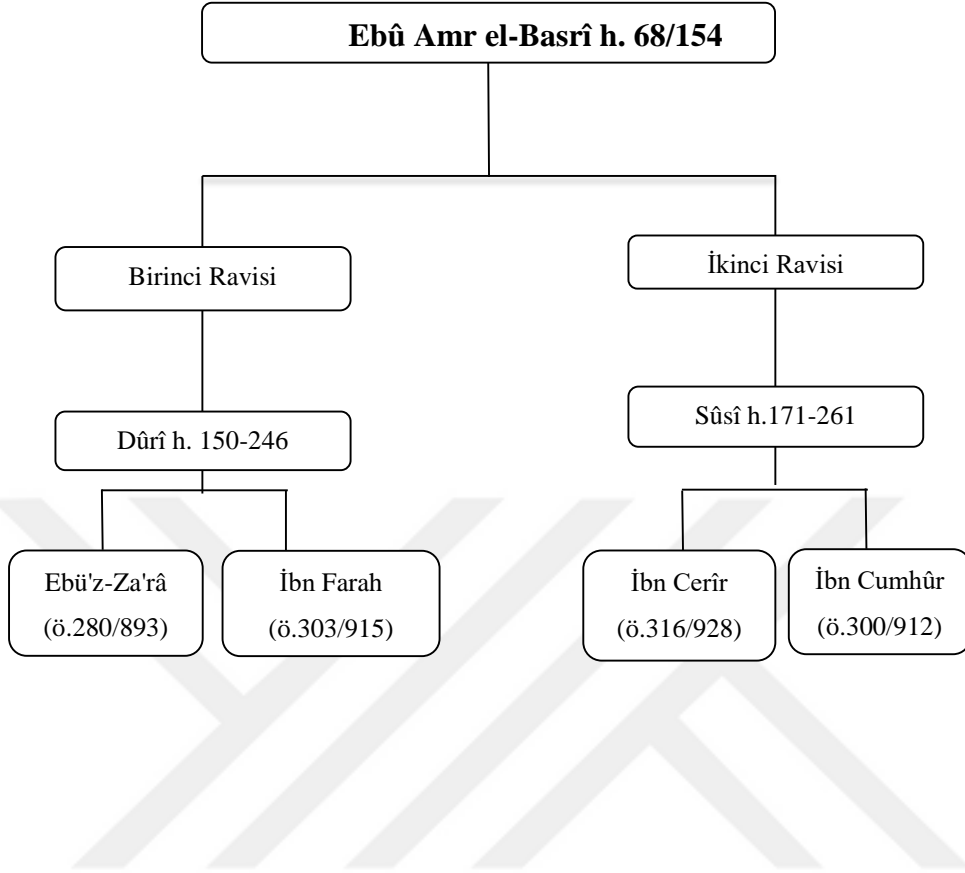 Ebû Amr el-Basrî h. 68/154
Birinci Ravisi
İkinci Ravisi
Dûrî h. 150-246
Sûsî h.171-261
Ebü'z-Za'râ
(ö.280/893)
İbn Farah
(ö.303/915)
İbn Cerîr
(ö.316/928)
İbn Cumhûr
(ö.300/912)